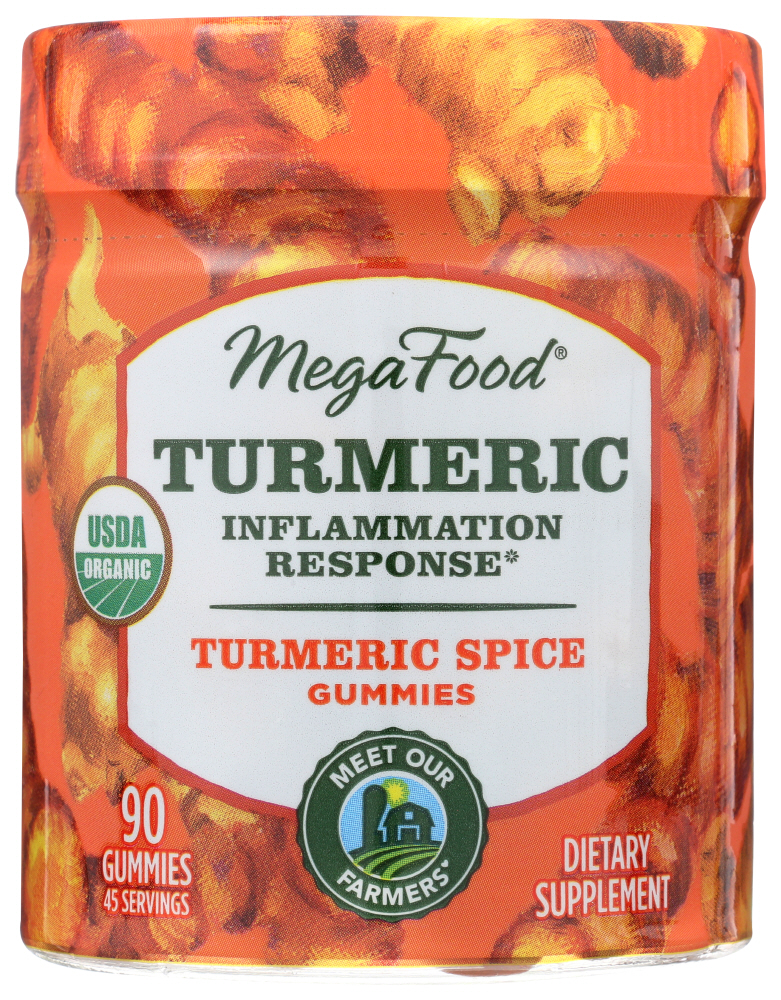 MegaFood®
TURMERIC
INFLAMMATION
RESPONSE*
USDA
ORGANIC
TURMERIC SPICE
GUMMIES
MEET OUR
FARMERS*
90
GUMMIES
45 SERVINGS
DIETARY
SUPPLEMENT